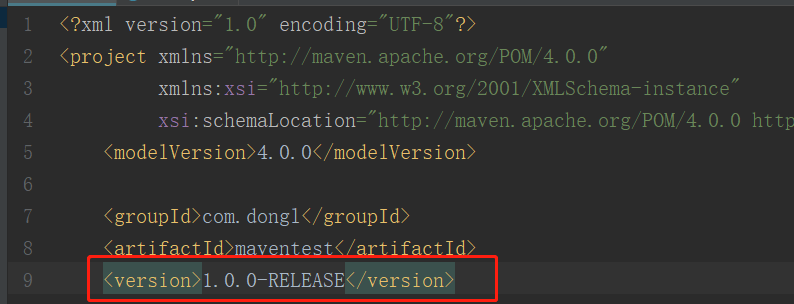 1 <?xml version="1.0" encoding="UTF-8"?>
2 <project xmlns="http://maven.apache.org/POM/4.0.0"
3 xmlns:xsi="http://www.w3.org/2001/XMLSchema-instance"
4 xsi:schemaLocation="http://maven.apache.org/POM/4.0.0 http
5 <modelVersion>4.0.0</modelVersion>
6
7 <groupId>com.dongl</groupId>
8 <artifactId>maventest</artifactId>
9 <version>1.0.0-RELEASE</version>